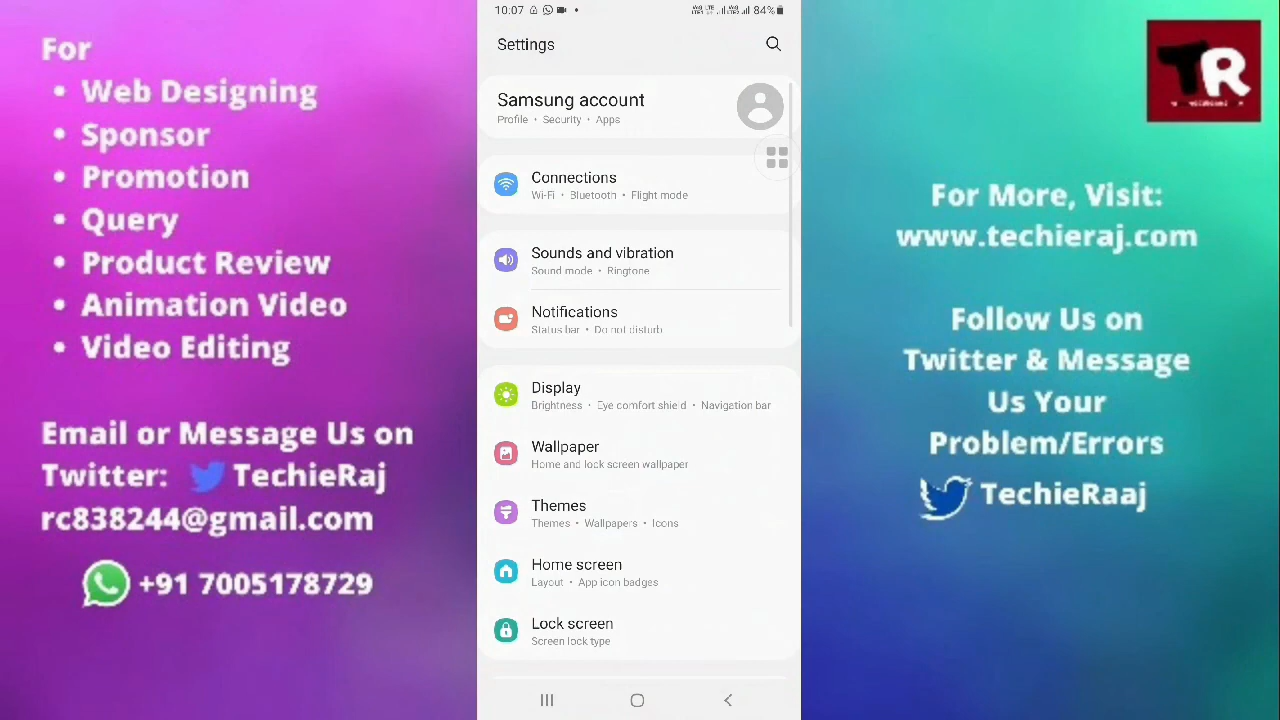 For
• Web Designing
• Sponsor
• Promotion
• Query
• Product Review
• Animation Video
• Video Editing
Email or Message Us on
Twitter: TechieRaj
rc838244@gmail.com
+91 7005178729
10.07
84%
Settings
Samsung account
Profile • Security • Apps
Connections
Wi-Fi • Bluetooth • Flight mode
Sounds and vibration
Sound mode • Ringtone
Notifications
Status bar • Do not disturb
Display
Brightness • Eye comfort shield • Navigation bar
Wallpaper
Home and lock screen wallpaper
Themes
Themes • Wallpapers • Icons
Home screen
Layout • App icon badges
Lock screen
Screen lock type
TR
For More, Visit:
www.techieraj.com
Follow Us on
Twitter & Message
Us Your
Problem/Errors
TechieRaaj